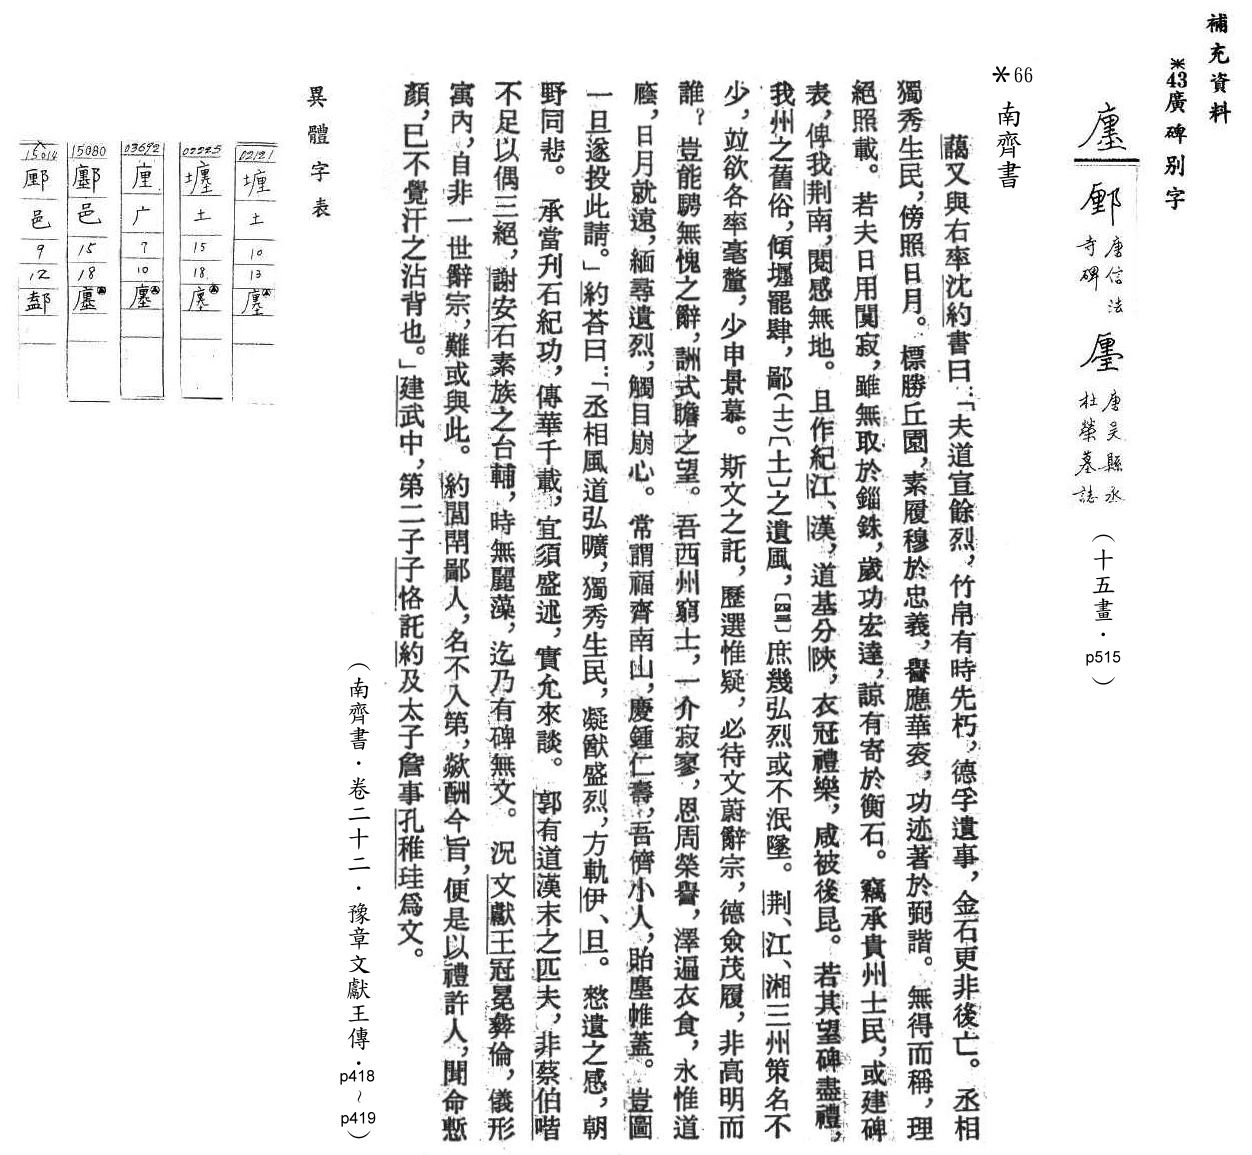 補充資料
*43廣碑別字
廛 鄽 唐信法寺碑 廛 唐吳縣丞杜榮墓誌 (十五畫．p515)
*66 南齊書
藹又與右率沈約書曰：「夫道宣餘烈，竹帛有時先朽，德孚遺事，金石更非後亡。丞相
獨秀生民，傍照日月。標勝丘園，素履穆於忠義，譽應華衮，功迹著於弼諧。無得而稱，理
絕照載。若夫日用闃寂，雖無取於錙銖，歲功宏達，諒有寄於衡石。竊承貴州士民，或建碑
表，俾我荆南，閱感無地。且作紀江、漢，道基分陝，衣冠禮樂，咸被後昆。若其望碑盡禮，
我州之舊俗，傾壥罷肆，鄙(士)〔土〕之遺風，〔四〕庶幾弘烈或不泯墜。荆、江、湘三州策名不
少，竝欲各率毫釐，少申景慕。斯文之託，歷選惟疑，必待文蔚辭宗，德僉茂履，非高明而
誰？豈能騁無愧之辭，詶式瞻之望。吾西州窮士，一介寂寥，恩周榮譽，澤遍衣食，永惟道
廕，日月就遠，緬尋遺烈，觸目崩心。常謂福齊南山，慶鍾仁壽，吾儕小人，貽塵帷蓋。豈圖
一旦遂投此請。」約荅曰：「丞相風道弘曠，獨秀生民，凝猷盛烈，方軌伊、旦。慭遺之感，朝
野同悲。承當刊石紀功，傳華千載，宜須盛述，實允來談。郭有道漢末之匹夫，非蔡伯喈
不足以偶三絕，謝安石素族之台輔，時無麗藻，迄乃有碑無文。況文獻王冠冕彝倫，儀形
寓內，自非一世辭宗，難或與此。約閭閈鄙人，名不入第，欻酬今旨，便是以禮許人，聞命慙
顏，已不覺汗之沾背也。」建武中，第二子子恪託約及太子詹事孔稚珪爲文。
(南齊書．卷二十二．豫章文獻王傳．p418～p419)
異體字表
02121 土 10 13 廛
02225 土 15 18 廛
03692 厘 广 7 10 廛
15080 鄽 邑 15 18 廛
15014 邑 9 12